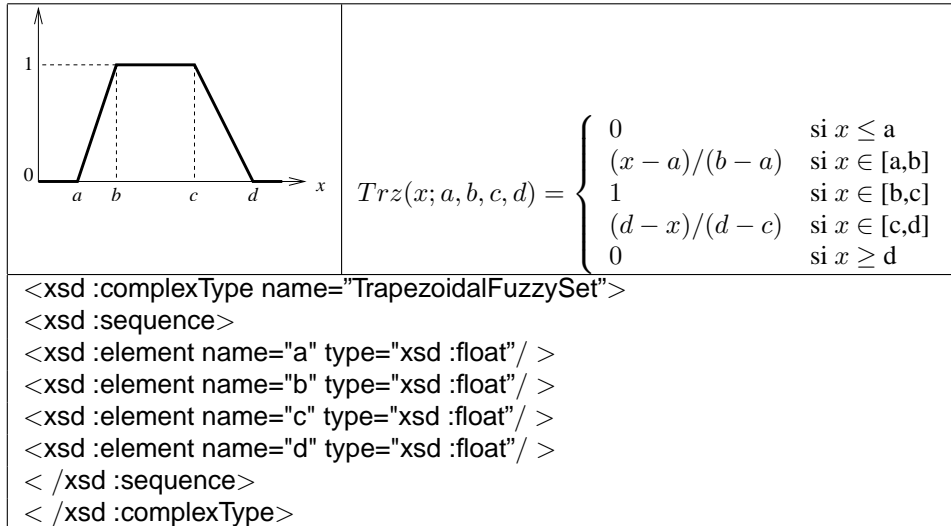 1
0
a b c d x
Trz(x; a, b, c, d) =
0 si x ≤ a
(x − a)/(b − a) si x ∈ [a,b]
1 si x ∈ [b,c]
(d − x)/(d − c) si x ∈ [c,d]
0 si x ≥ d
<xsd :complexType name=”TrapezoidalFuzzySet”>
<xsd :sequence>
<xsd :element name="a" type="xsd :float”/ >
<xsd :element name="b" type="xsd :float”/ >
<xsd :element name="c" type="xsd :float”/ >
<xsd :element name="d" type="xsd :float”/ >
< /xsd :sequence>
< /xsd :complexType>